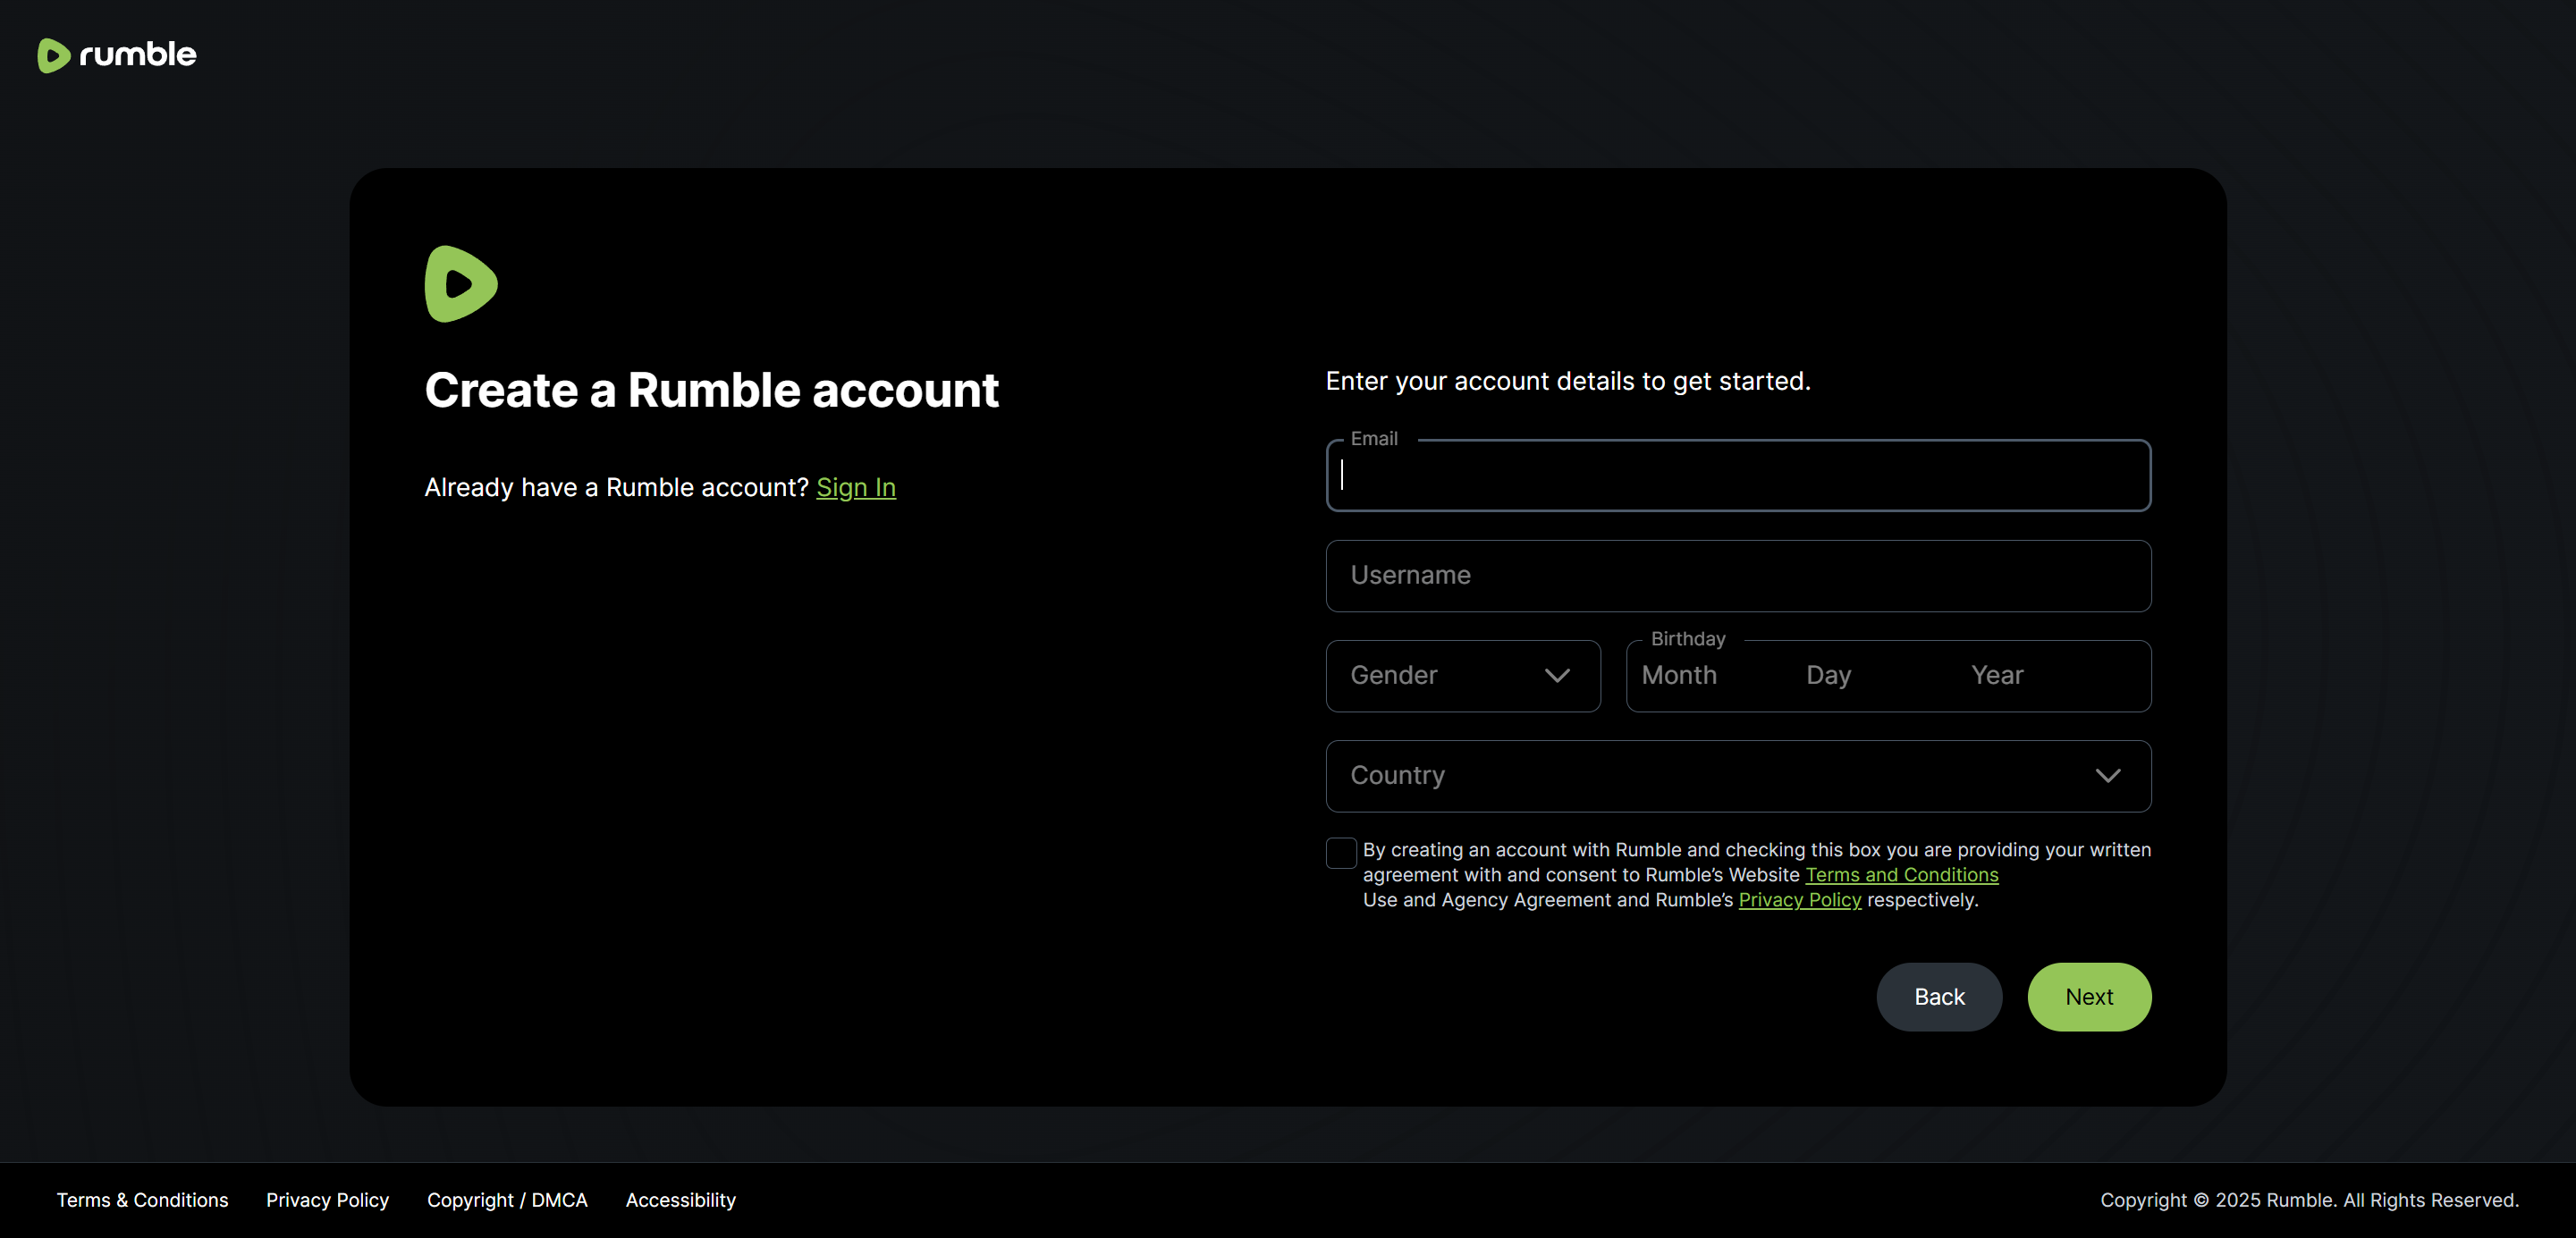 rumble
Create a Rumble account
Already have a Rumble account? Sign In
Enter your account details to get started.
Email
Username
Gender
Birthday
Month Day Year
Country
By creating an account with Rumble and checking this box you are providing your written
agreement with and consent to Rumble’s Website Terms and Conditions
Use and Agency Agreement and Rumble’s Privacy Policy respectively.
Back Next
Terms & Conditions Privacy Policy Copyright / DMCA Accessibility Copyright © 2025 Rumble. All Rights Reserved.